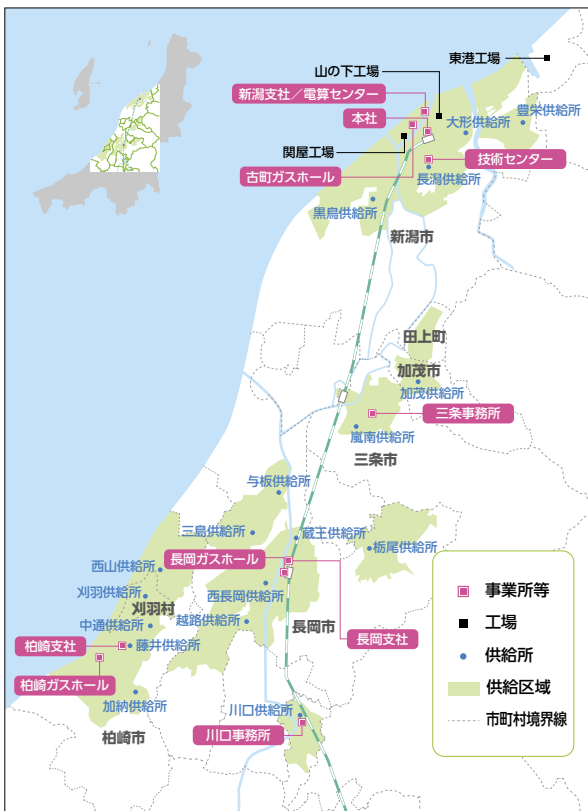 東港工場
山の下工場
新潟支社／電算センター
豊栄供給所
本社
大形供給所
関屋工場
技術センター
古町ガスホール
長潟供給所
黒鳥供給所
新潟市
田上町
加茂市
加茂供給所
三条事務所
嵐南供給所
三条市
与板供給所
三島供給所
蔵王供給所
栃尾供給所
長岡ガスホール
西山供給所
刈羽供給所
西長岡供給所
刈羽村
中通供給所
越路供給所
長岡市
長岡支社
柏崎支社
藤井供給所
柏崎ガスホール
加納供給所
川口供給所
川口事務所
柏崎市
事業所等
工場
供給所
供給区域
市町村境界線